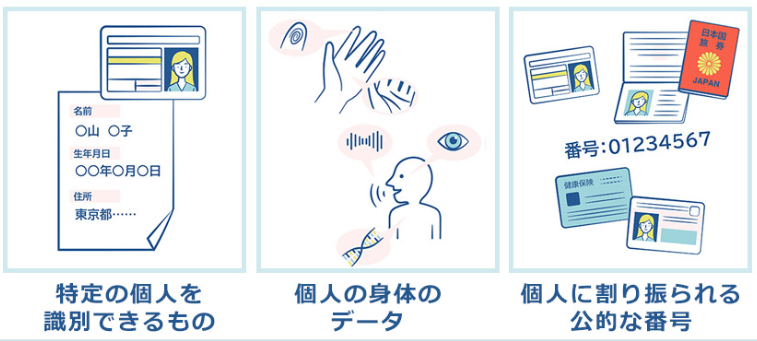 名前
〇山 〇子
生年月日
〇〇年〇月〇日
住所
東京都……
特定の個人を
識別できるもの
個人の身体の
データ
日本国
旅 券
JAPAN
番号:01234567
健康保険
個人に割り振られる
公的な番号